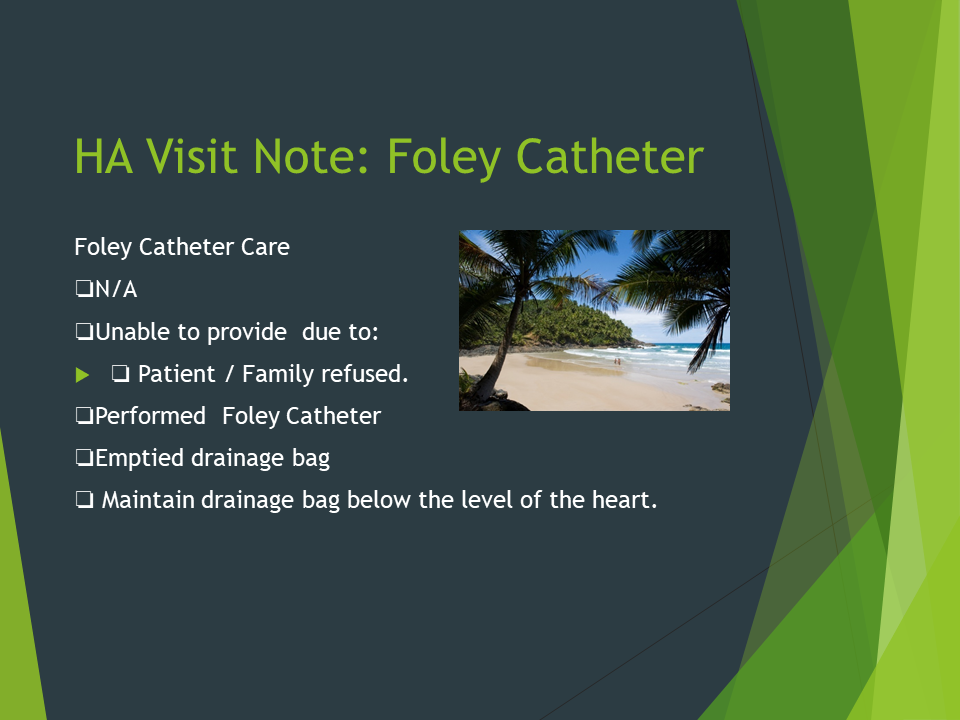 HA Visit Note: Foley Catheter
Foley Catheter Care
❑N/A
❑Unable to provide  due to:
▶ ❑ Patient / Family refused.
❑Performed  Foley Catheter
❑Emptied drainage bag
❑ Maintain drainage bag below the level of the heart.